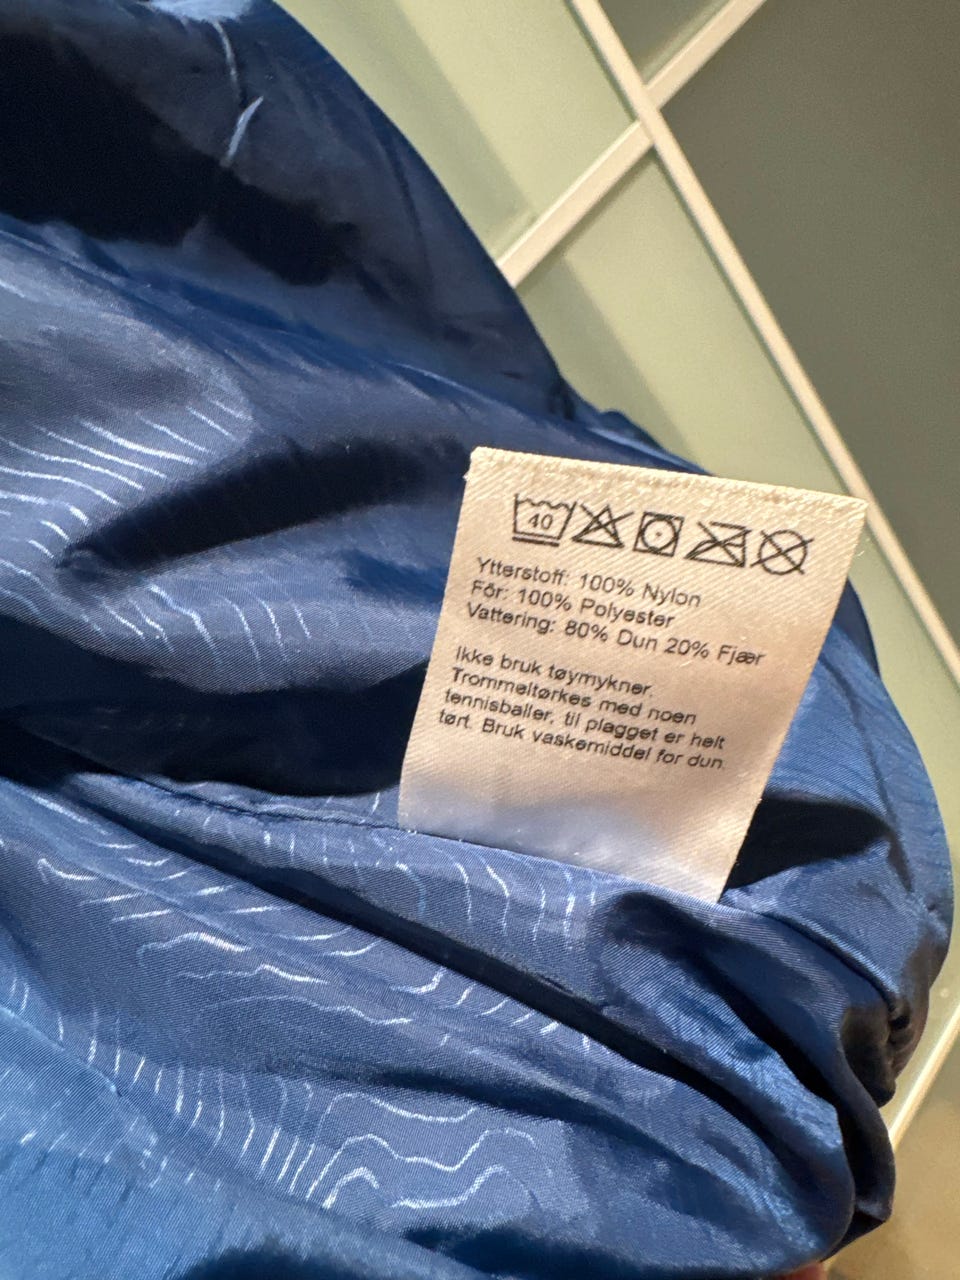 40
Ytterstoff: 100% Nylon
Fôr: 100% Polyester
Vattering: 80% Dun 20% Fjær
Ikke bruk tøymykner.
Trommeltørkes med noen
tennisballer, til plagget er helt
tørt. Bruk vaskemiddel for dun.